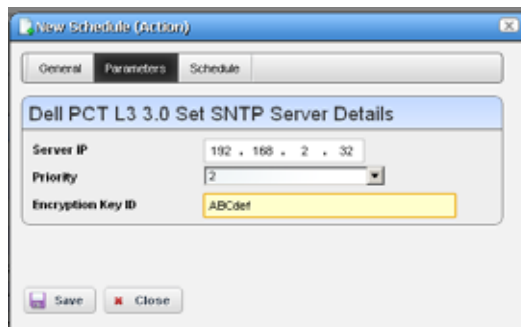 New Schedule (Action)
General Parameters Schedule
Dell PCT L3 3.0 Set SNTP Server Details
Server IP 192 . 168 . 2 . 32
Priority 2
Encryption Key ID ABCdef
Save Close